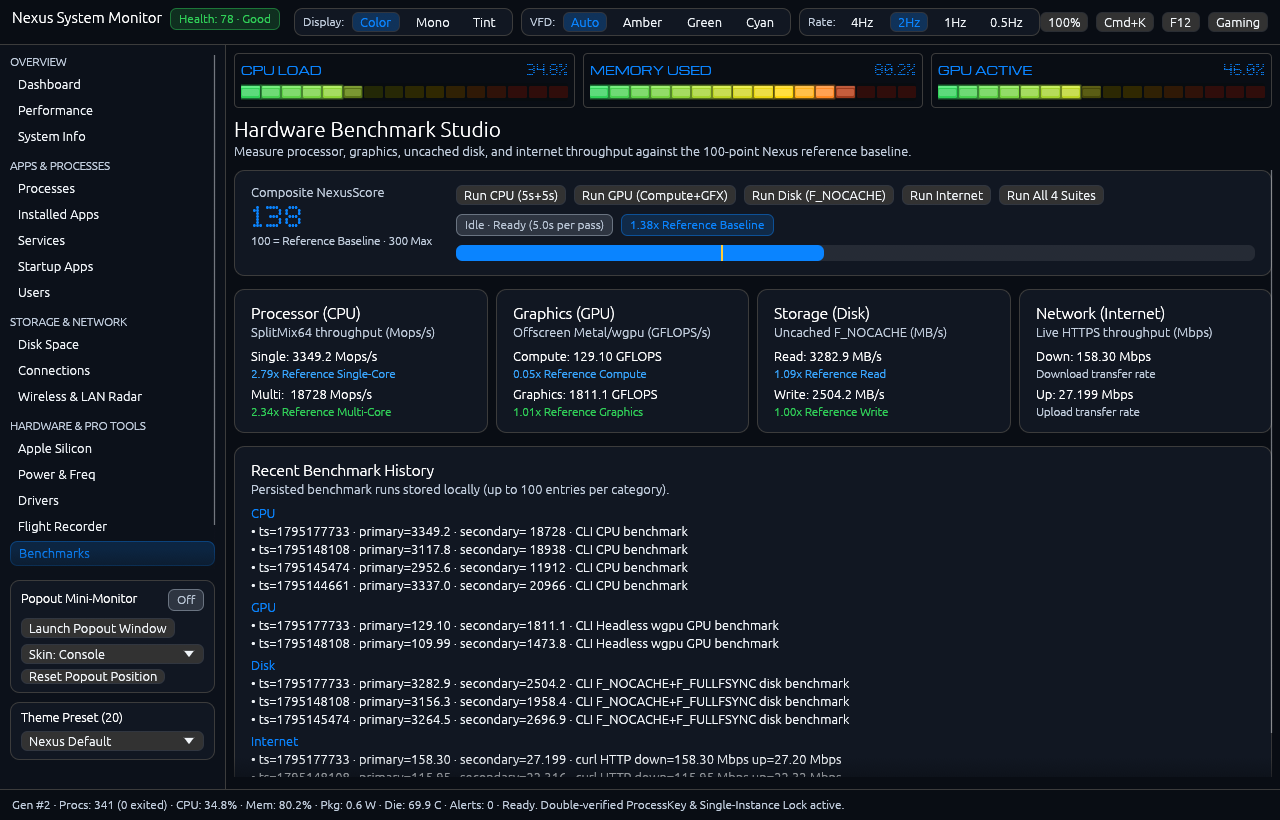 Nexus System Monitor
Health: 78 · Good
Display: Color Mono Tint
VFD: Auto Amber Green Cyan
Rate: 4Hz 2Hz 1Hz 0.5Hz
100% Cmd+K F12 Gaming
OVERVIEW
Dashboard
Performance
System Info
APPS & PROCESSES
Processes
Installed Apps
Services
Startup Apps
Users
STORAGE & NETWORK
Disk Space
Connections
Wireless & LAN Radar
HARDWARE & PRO TOOLS
Apple Silicon
Power & Freq
Drivers
Flight Recorder
Benchmarks
Popout Mini-Monitor Off
Launch Popout Window
Skin: Console
Reset Popout Position
Theme Preset (20)
Nexus Default
CPU LOAD 34.8%
MEMORY USED 80.2%
GPU ACTIVE 46.0%
Hardware Benchmark Studio
Measure processor, graphics, uncached disk, and internet throughput against the 100-point Nexus reference baseline.
Composite NexusScore
138
100 = Reference Baseline · 300 Max
Run CPU (5s+5s) Run GPU (Compute+GFX) Run Disk (F_NOCACHE) Run Internet Run All 4 Suites
Idle · Ready (5.0s per pass) 1.38x Reference Baseline
Processor (CPU)
SplitMix64 throughput (Mops/s)
Single: 3349.2 Mops/s
2.79x Reference Single-Core
Multi: 18728 Mops/s
2.34x Reference Multi-Core
Graphics (GPU)
Offscreen Metal/wgpu (GFLOPS/s)
Compute: 129.10 GFLOPS
0.05x Reference Compute
Graphics: 1811.1 GFLOPS
1.01x Reference Graphics
Storage (Disk)
Uncached F_NOCACHE (MB/s)
Read: 3282.9 MB/s
1.09x Reference Read
Write: 2504.2 MB/s
1.00x Reference Write
Network (Internet)
Live HTTPS throughput (Mbps)
Down: 158.30 Mbps
Download transfer rate
Up: 27.199 Mbps
Upload transfer rate
Recent Benchmark History
Persisted benchmark runs stored locally (up to 100 entries per category).
CPU
• ts=1795177733 · primary=3349.2 · secondary= 18728 · CLI CPU benchmark
• ts=1795148108 · primary=3117.8 · secondary= 18938 · CLI CPU benchmark
• ts=1795145474 · primary=2952.6 · secondary= 11912 · CLI CPU benchmark
• ts=1795144661 · primary=3337.0 · secondary= 20966 · CLI CPU benchmark
GPU
• ts=1795177733 · primary=129.10 · secondary=1811.1 · CLI Headless wgpu GPU benchmark
• ts=1795148108 · primary=109.99 · secondary=1473.8 · CLI Headless wgpu GPU benchmark
Disk
• ts=1795177733 · primary=3282.9 · secondary=2504.2 · CLI F_NOCACHE+F_FULLFSYNC disk benchmark
• ts=1795148108 · primary=3156.3 · secondary=1958.4 · CLI F_NOCACHE+F_FULLFSYNC disk benchmark
• ts=1795145474 · primary=3264.5 · secondary=2696.9 · CLI F_NOCACHE+F_FULLFSYNC disk benchmark
Internet
• ts=1795177733 · primary=158.30 · secondary=27.199 · curl HTTP down=158.30 Mbps up=27.20 Mbps
Gen #2 · Procs: 341 (0 exited) · CPU: 34.8% · Mem: 80.2% · Pkg: 0.6 W · Die: 69.9 C · Alerts: 0 · Ready. Double-verified ProcessKey & Single-Instance Lock active.